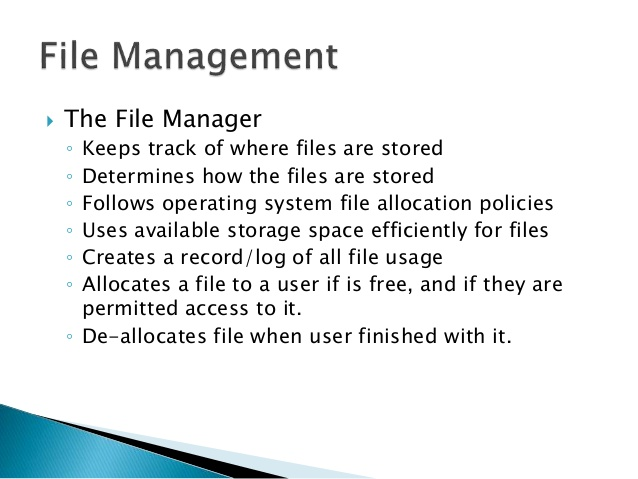 File Management
The File Manager
Keeps track of where files are stored
Determines how the files are stored
Follows operating system file allocation policies
Uses available storage space efficiently for files
Creates a record/log of all file usage
Allocates a file to a user if is free, and if they are
permitted access to it.
De-allocates file when user finished with it.